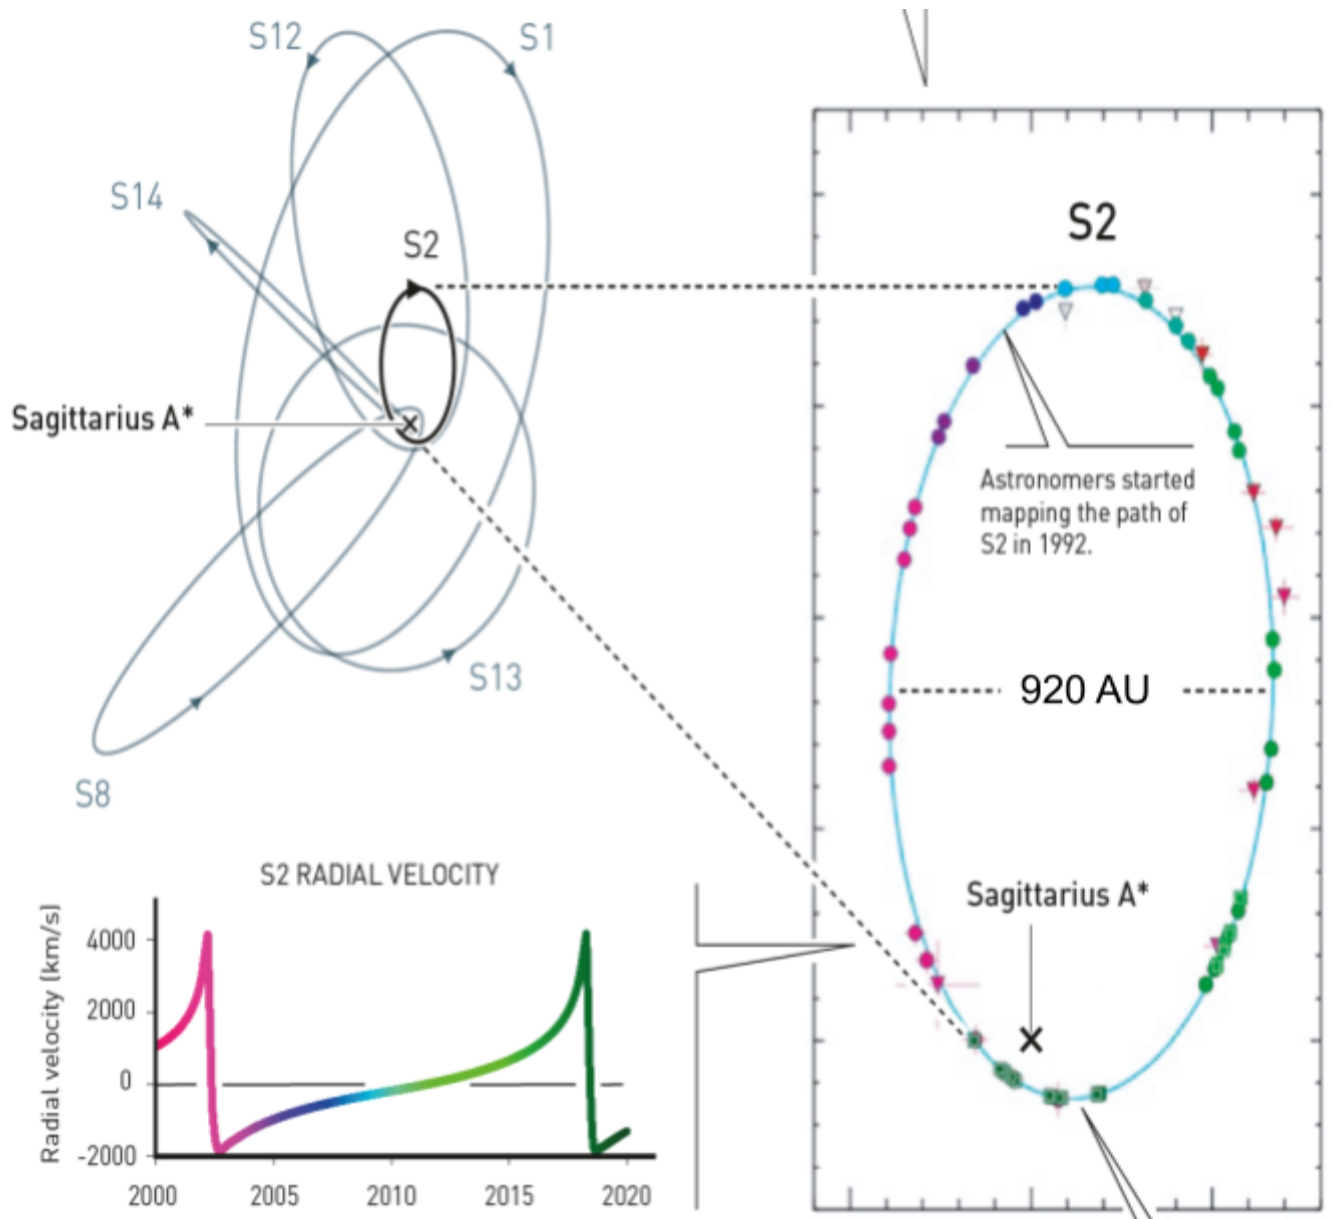 S12
S1
S14
S2
Sagittarius A*
S13
S8
S2
Astronomers started
mapping the path of
S2 in 1992.
920 AU
Sagittarius A*
S2 RADIAL VELOCITY
Radial velocity (km/s)
4000
2000
0
-2000
2000
2005
2010
2015
2020